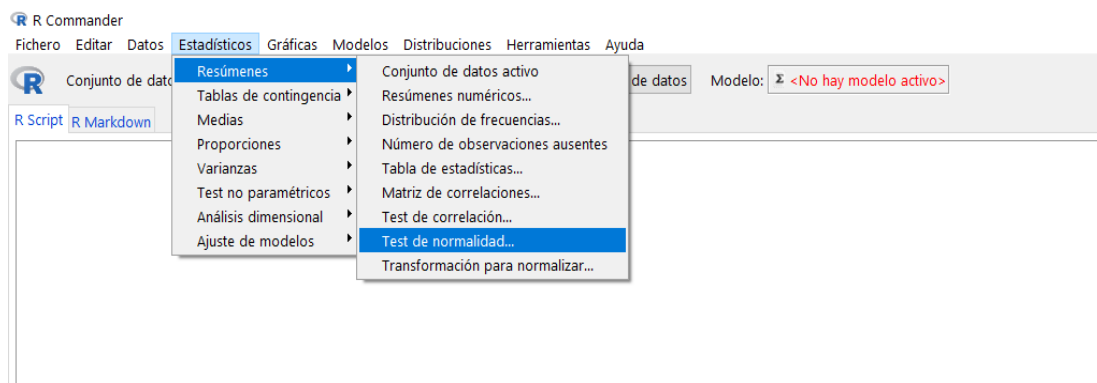 R Commander
Fichero Editar Datos Estadísticos Gráficas Modelos Distribuciones Herramientas Ayuda
R Conjunto de dato de datos Modelo: Σ <No hay modelo activo>
R Script R Markdown
Resúmenes
Tablas de contingencia
Medias
Proporciones
Varianzas
Test no paramétricos
Análisis dimensional
Ajuste de modelos
Conjunto de datos activo
Resúmenes numéricos...
Distribución de frecuencias...
Número de observaciones ausentes
Tabla de estadísticas...
Matriz de correlaciones...
Test de correlación...
Test de normalidad...
Transformación para normalizar...